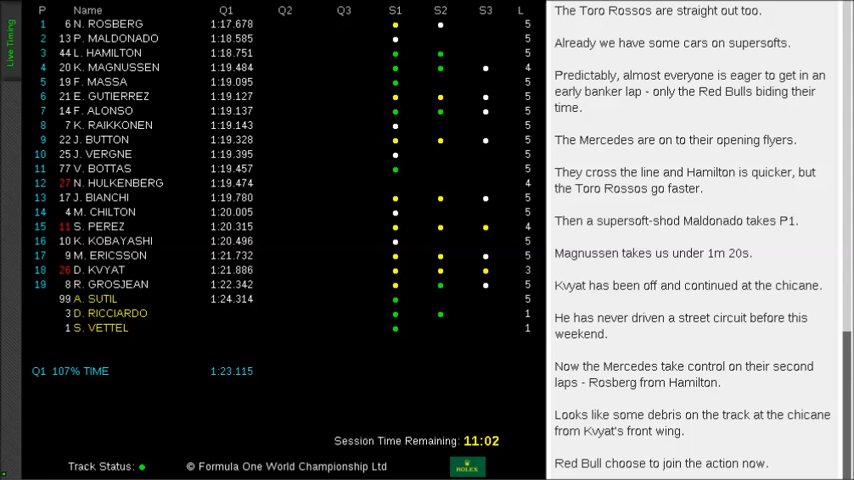 Live Timing
P Name Q1 Q2 Q3 S1 S2 S3 L
1 6 N. ROSBERG 1:17.678 5
2 13 P. MALDONADO 1:18.585 5
3 44 L. HAMILTON 1:18.751 5
4 20 K. MAGNUSSEN 1:19.484 4
5 19 F. MASSA 1:19.095 5
6 21 E. GUTIERREZ 1:19.127 5
7 14 F. ALONSO 1:19.137 5
8 7 K. RAIKKONEN 1:19.143 5
9 22 J. BUTTON 1:19.328 5
10 25 J. VERGNE 1:19.395 5
11 77 V. BOTTAS 1:19.457 5
12 27 N. HULKENBERG 1:19.474 4
13 17 J. BIANCHI 1:19.780 5
14 4 M. CHILTON 1:20.005 5
15 11 S. PEREZ 1:20.315 4
16 10 K. KOBAYASHI 1:20.496 5
17 9 M. ERICSSON 1:21.732 5
18 26 D. KVYAT 1:21.886 3
19 8 R. GROSJEAN 1:22.342 5
99 A. SUTIL 1:24.314 5
3 D. RICCIARDO 1
1 S. VETTEL 1
Q1 107% TIME 1:23.115
Session Time Remaining: 11:02
Track Status: © Formula One World Championship Ltd
ROLEX
The Toro Rossos are straight out too.
Already we have some cars on supersofts.
Predictably, almost everyone is eager to get in an
early banker lap - only the Red Bulls biding their
time.
The Mercedes are on to their opening flyers.
They cross the line and Hamilton is quicker, but
the Toro Rossos go faster.
Then a supersoft-shod Maldonado takes P1.
Magnussen takes us under 1m 20s.
Kvyat has been off and continued at the chicane.
He has never driven a street circuit before this
weekend.
Now the Mercedes take control on their second
laps - Rosberg from Hamilton.
Looks like some debris on the track at the chicane
from Kvyat's front wing.
Red Bull choose to join the action now.